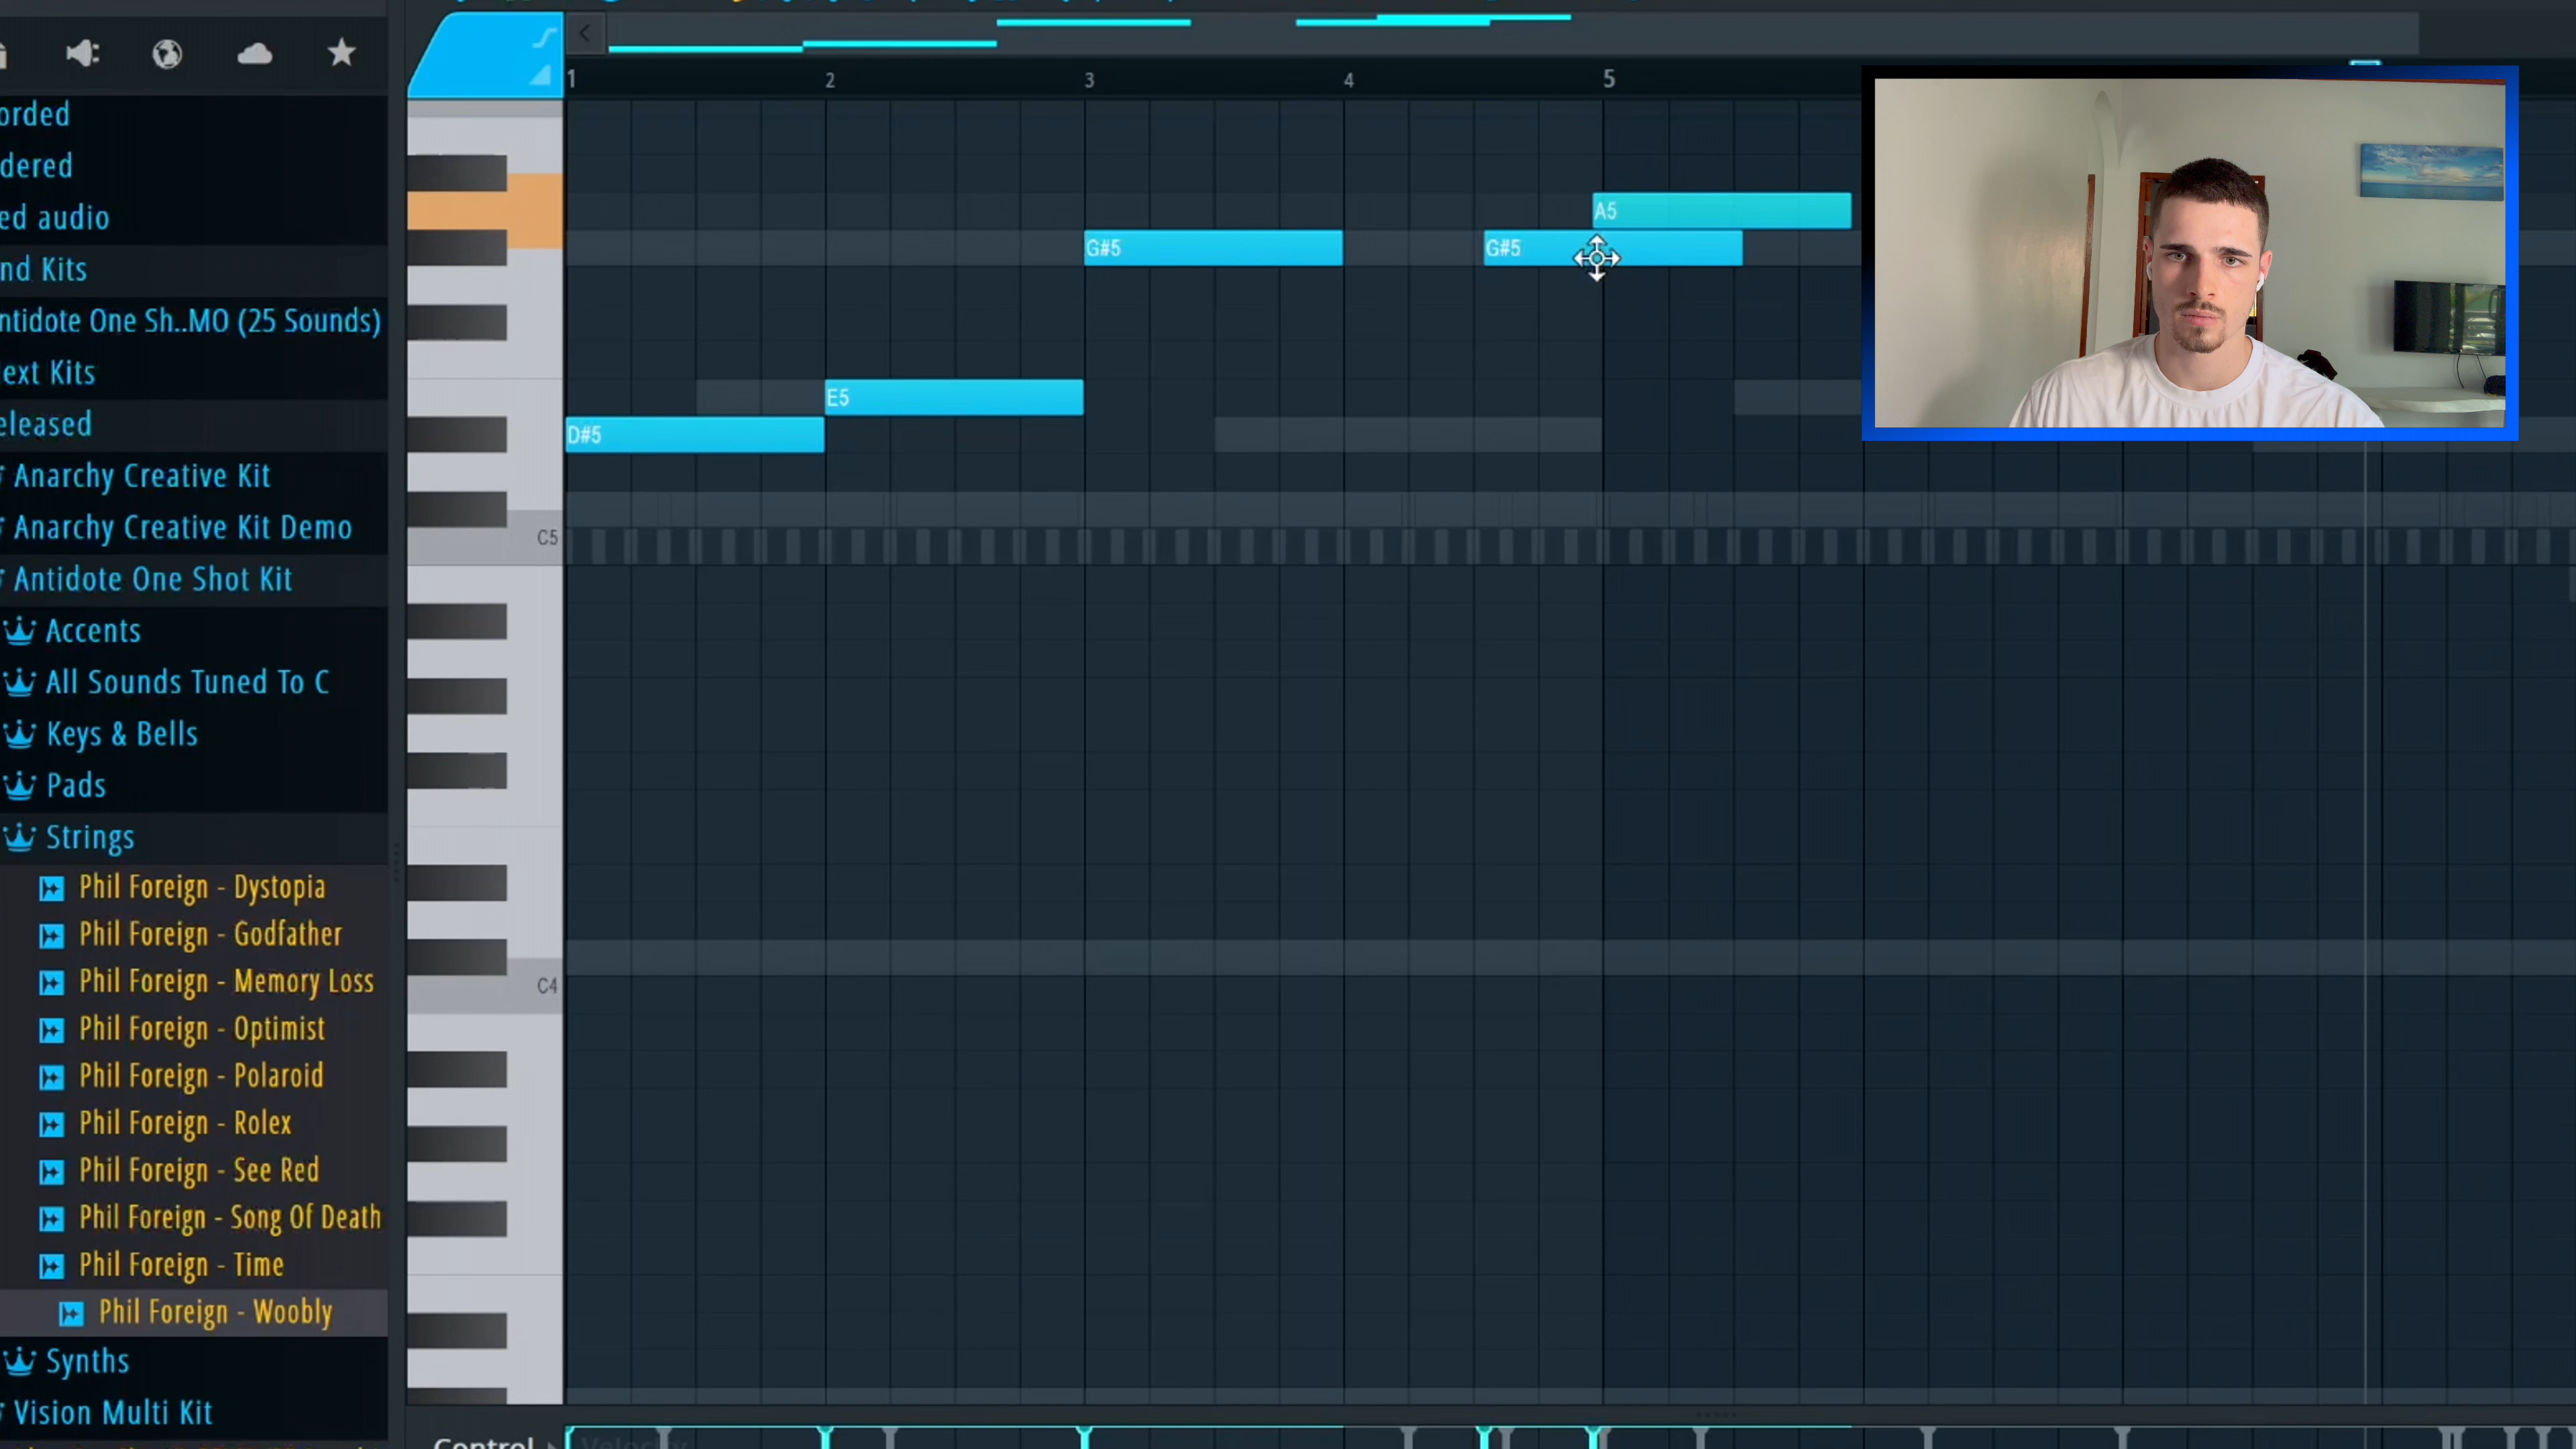 1 2 3 4 5
orded
dered
ed audio
nd Kits
ntidote One Sh..MO (25 Sounds)
ext Kits
eleased
Anarchy Creative Kit
Anarchy Creative Kit Demo
Antidote One Shot Kit
Accents
All Sounds Tuned To C
Keys & Bells
Pads
Strings
Phil Foreign - Dystopia
Phil Foreign - Godfather
Phil Foreign - Memory Loss
Phil Foreign - Optimist
Phil Foreign - Polaroid
Phil Foreign - Rolex
Phil Foreign - See Red
Phil Foreign - Song Of Death
Phil Foreign - Time
Phil Foreign - Woobly
Synths
Vision Multi Kit
A5
G#5
G#5
E5
D#5
C5
C4
Control
Velocity